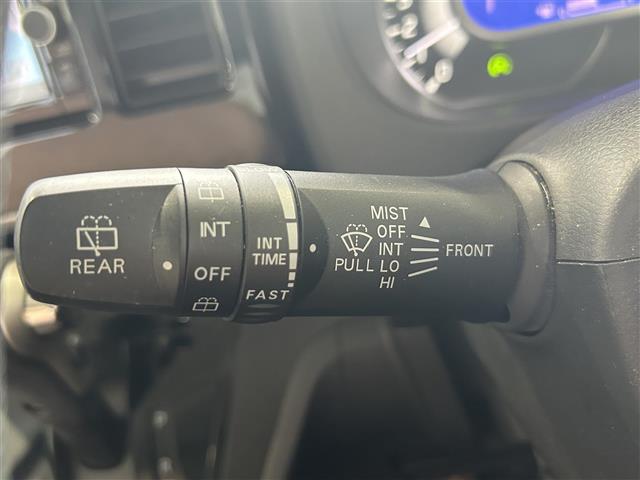 REAR
INT
OFF
INT
TIME
FAST
MIST
OFF
INT
PULL LO
HI
FRONT